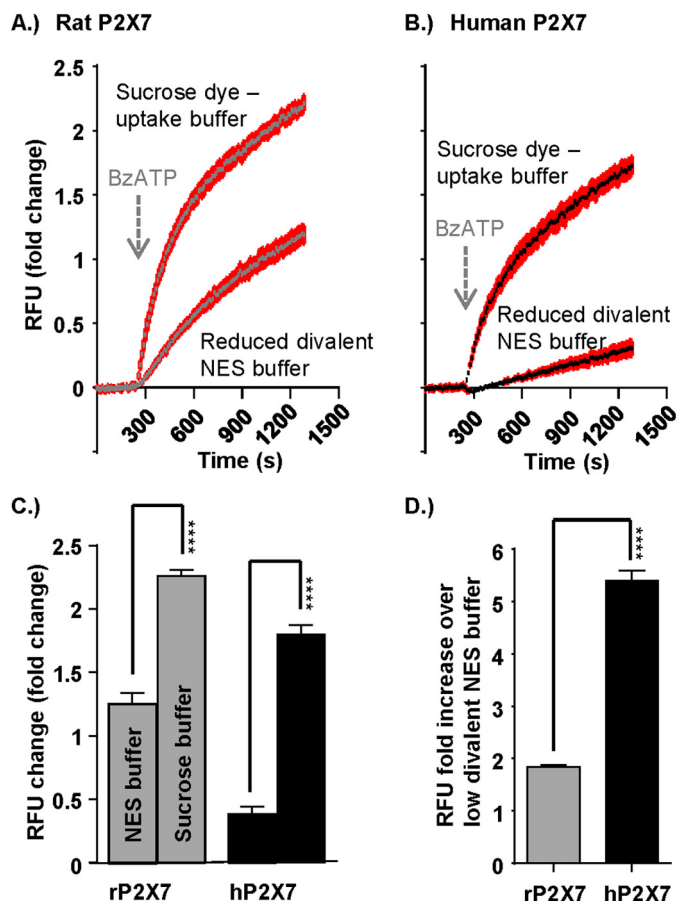 A.) Rat P2X7
B.) Human P2X7
2.5
2
1.5
1
0.5
0
RFU (fold change)
Sucrose dye –
uptake buffer
BzATP
Reduced divalent
NES buffer
300
600
900
1200
1500
Time (s)
Sucrose dye –
uptake buffer
BzATP
Reduced divalent
NES buffer
300
600
900
1200
1500
Time (s)
C.)
2.5
2
1.5
1
0.5
0
RFU change (fold change)
****
****
NES buffer
Sucrose buffer
rP2X7
hP2X7
D.)
6
5
4
3
2
1
0
RFU fold increase over
low divalent NES buffer
****
rP2X7
hP2X7